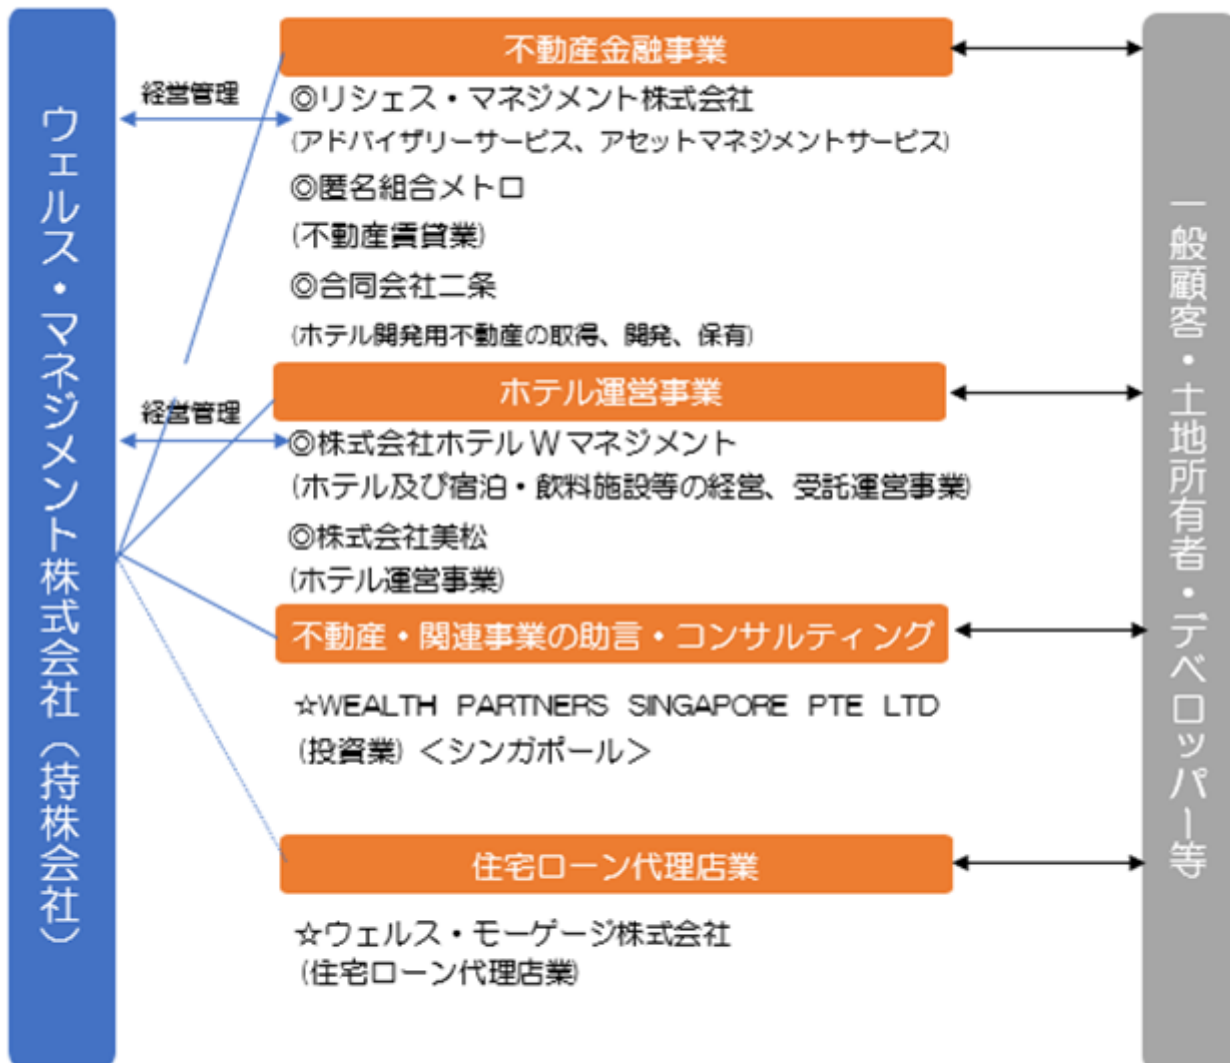 ウェルス・マネジメント株式会社（持株会社）
不動産金融事業
経営管理
◎リシェス・マネジメント株式会社
(アドバイザリーサービス、アセットマネジメントサービス)
◎匿名組合メトロ
(不動産賃貸業)
◎合同会社二条
(ホテル開発用不動産の取得、開発、保有)
ホテル運営事業
経営管理
◎株式会社ホテルWマネジメント
(ホテル及び宿泊・飲料施設等の経営、受託運営事業)
◎株式会社美松
(ホテル運営事業)
不動産・関連事業の助言・コンサルティング
☆WEALTH PARTNERS SINGAPORE PTE LTD
(投資業) ＜シンガポール＞
住宅ローン代理店業
☆ウェルス・モーゲージ株式会社
(住宅ローン代理店業)
一般顧客・土地所有者・デベロッパー等